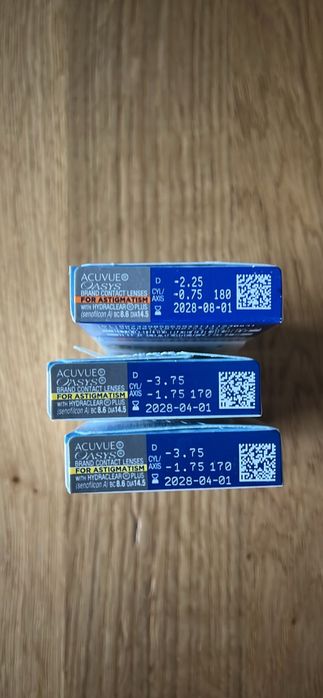 ACUVUE®
OASYS®
BRAND CONTACT LENSES
FOR ASTIGMATISM
WITH HYDRACLEAR® PLUS
(senofilcon A) BC 8.6 DIA 14.5
D -2.25
CYL/AXIS -0.75 180
2028-08-01
ACUVUE®
OASYS®
BRAND CONTACT LENSES
FOR ASTIGMATISM
WITH HYDRACLEAR® PLUS
(senofilcon A) BC 8.6 DIA 14.5
D -3.75
CYL/AXIS -1.75 170
2028-04-01
ACUVUE®
OASYS®
BRAND CONTACT LENSES
FOR ASTIGMATISM
WITH HYDRACLEAR® PLUS
(senofilcon A) BC 8.6 DIA 14.5
D -3.75
CYL/AXIS -1.75 170
2028-04-01